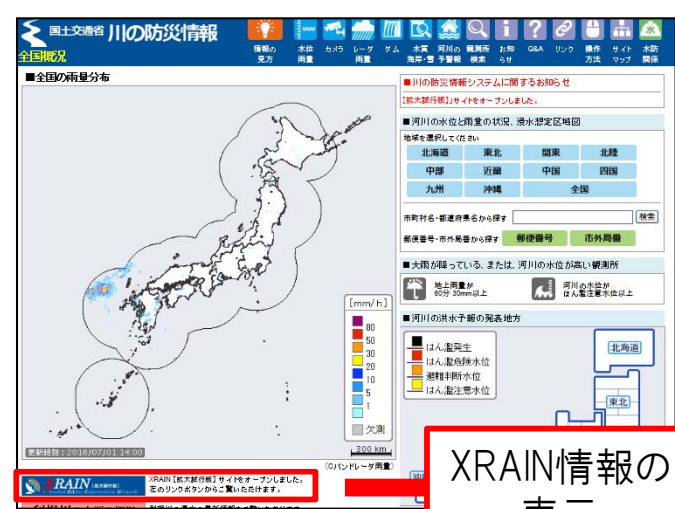 国土交通省 川の防災情報
全国概況
情報の見方
水位雨量
カメラ
レーダ雨量
ダム
水質海岸・雪
河川の予警報
観測所検索
お知らせ
Q&A
リンク
操作方法
サイトマップ
水防関係
■全国の雨量分布
[mm/h]
80
50
30
20
10
5
1
欠測
300 km
更新時刻：2016/07/01 14:00
(Cバンドレーダ雨量)
XRAIN【拡大試行版】サイトをオープンしました。
左のリンクボタンからご覧いただけます。
XRAIN [拡大試行版]
■川の防災情報システムに関するお知らせ
【拡大試行版】サイトをオープンしました。
■河川の水位と雨量の状況、浸水想定区域図
地域を選択してください
北海道 東北 関東 北陸
中部 近畿 中国 四国
九州 沖縄 全国
市町村名・都道府県名から探す 検索
郵便番号・市外局番から探す 郵便番号 市外局番
■大雨が降っている、または、河川の水位が高い観測所
地上雨量が
60分 30mm以上
河川の水位が
はん濫注意水位以上
■河川の洪水予報の発表地方
はん濫発生
はん濫危険水位
避難判断水位
はん濫注意水位
北海道
東北
XRAIN情報の